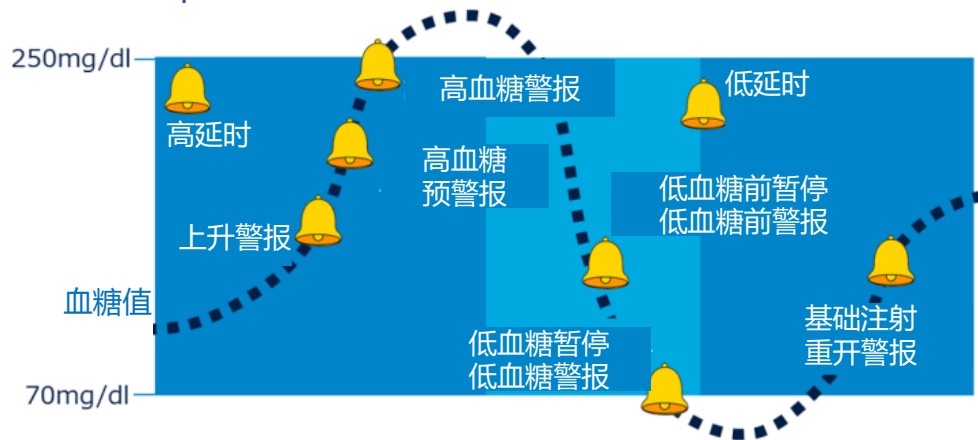 250mg/dl
高血糖警报
低延时
高延时
高血糖
预警报
低血糖前暂停
低血糖前警报
上升警报
血糖值
基础注射
重开警报
低血糖暂停
低血糖警报
70mg/dl